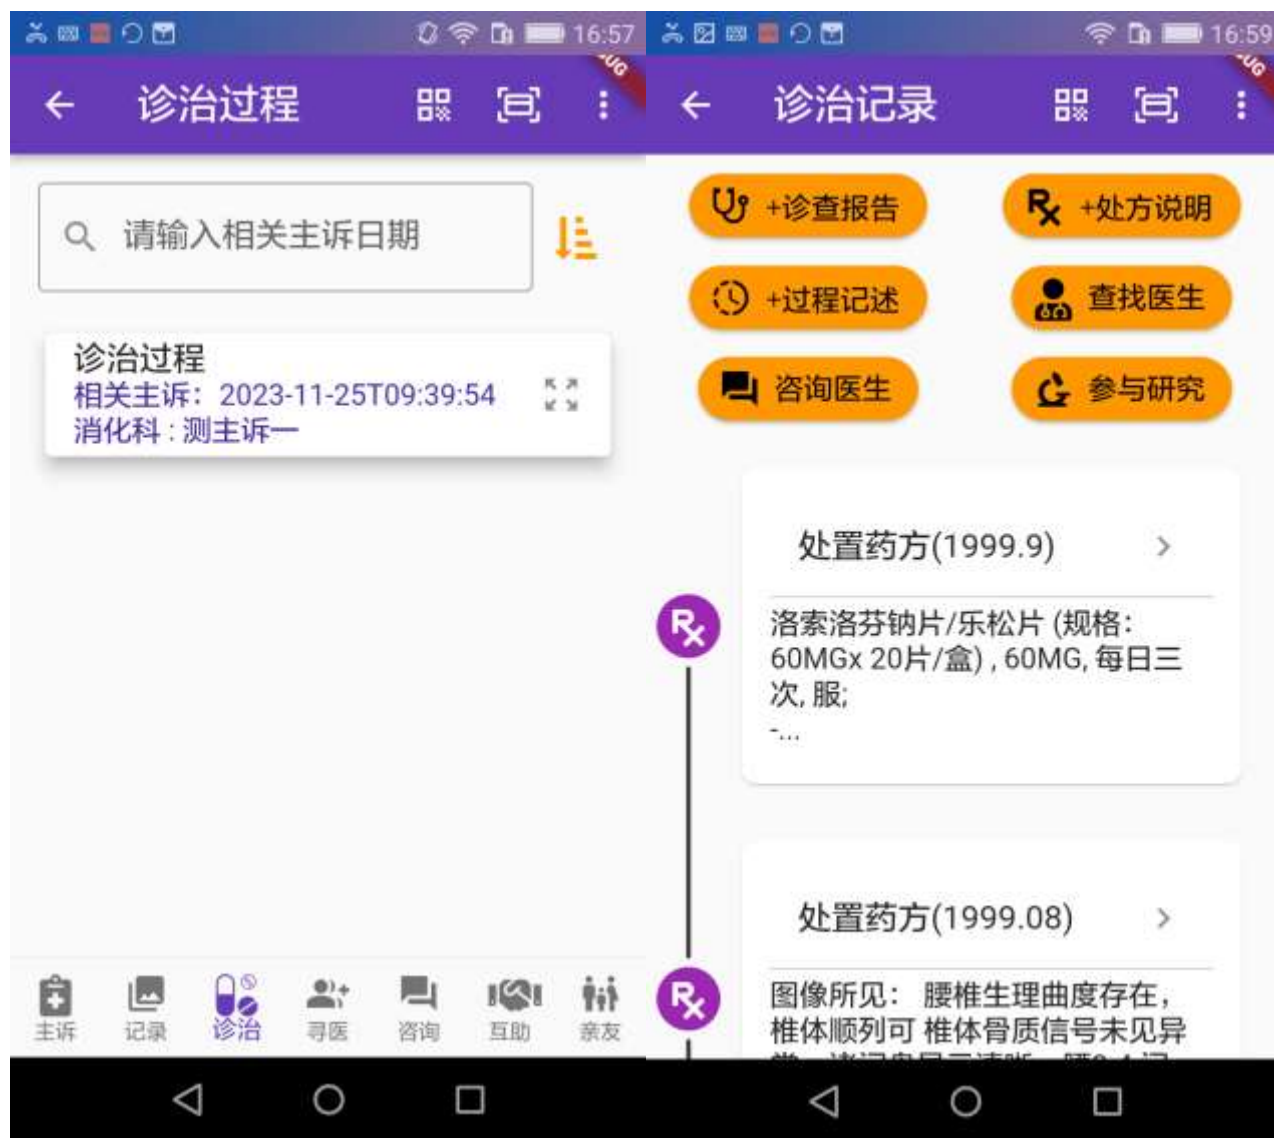 16:57
诊治过程
请输入相关主诉日期
诊治过程
相关主诉：2023-11-25T09:39:54
消化科 : 测主诉一
主诉
记录
诊治
寻医
咨询
互助
亲友
16:59
诊治记录
+诊查报告
+处方说明
+过程记述
查找医生
咨询医生
参与研究
处置药方(1999.9)
洛索洛芬钠片/乐松片 (规格：
60MGx 20片/盒) , 60MG, 每日三
次, 服;
-...
处置药方(1999.08)
图像所见： 腰椎生理曲度存在，
椎体顺列可 椎体骨质信号未见异